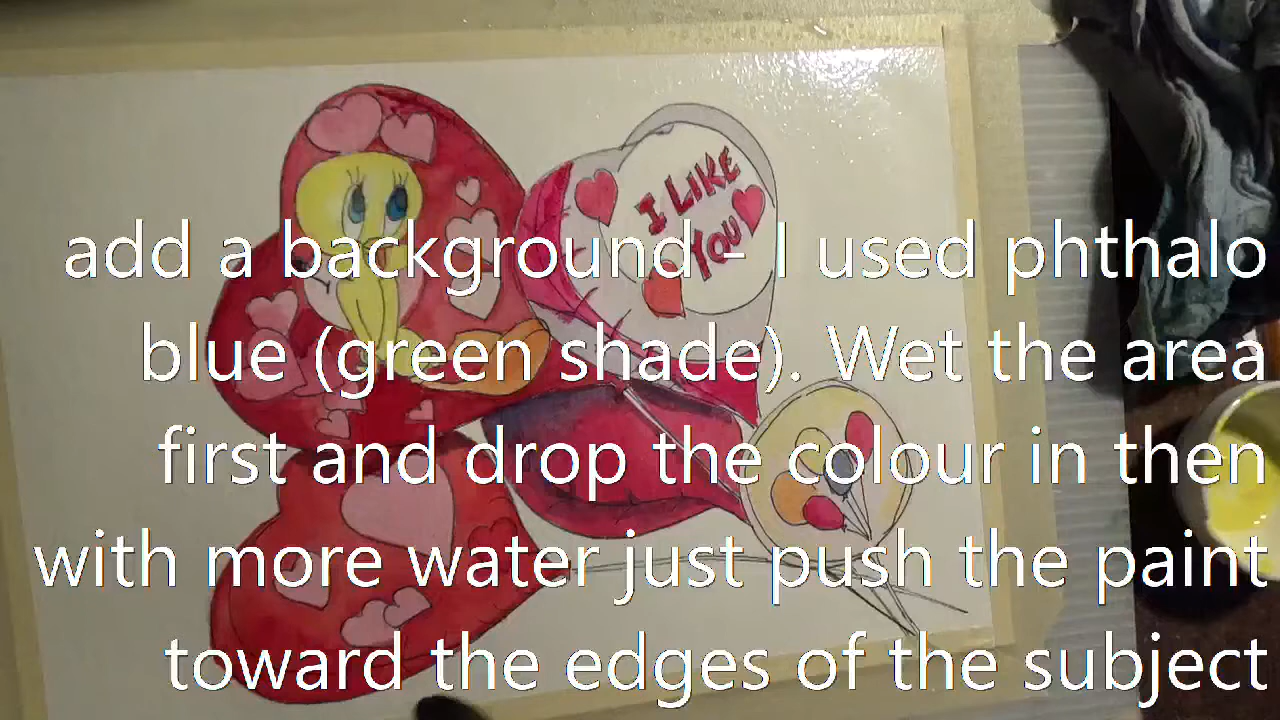 I LIKE
YOU
add a background - I used phthalo
blue (green shade). Wet the area
first and drop the colour in then
with more water just push the paint
toward the edges of the subject